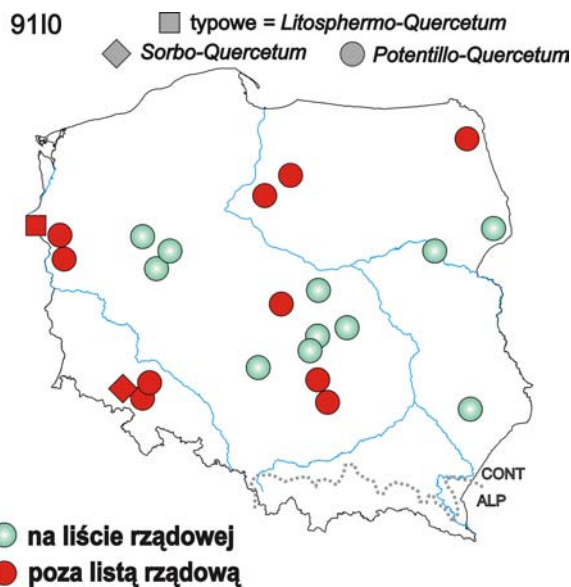 91I0
typowe = Litosphermo-Quercetum
Sorbo-Quercetum Potentillo-Quercetum
CONT
ALP
na liście rządowej
poza listą rządową